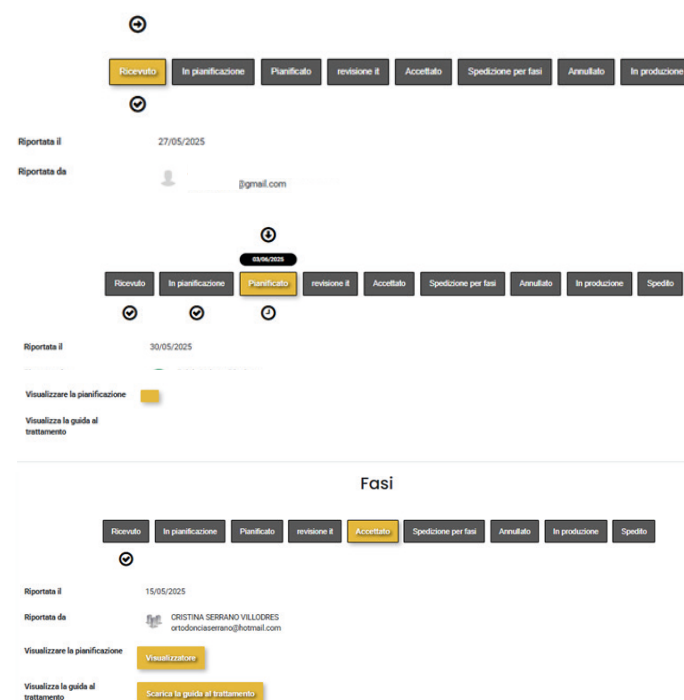 Ricevuto In pianificazione Pianificato revisione it Accettato Spedizione per fasi Annullato In produzione
Riportata il 27/05/2025
Riportata da
@gmail.com
03/06/2025
Ricevuto In pianificazione Pianificato revisione it Accettato Spedizione per fasi Annullato In produzione Spedito
Riportata il 30/05/2025
Visualizzare la pianificazione
Visualizza la guida al
trattamento
Fasi
Ricevuto In pianificazione Pianificato revisione it Accettato Spedizione per fasi Annullato In produzione Spedito
Riportata il 15/05/2025
Riportata da CRISTINA SERRANO VILLODRES
ortodonciaserrano@hotmail.com
Visualizzare la pianificazione Visualizzatore
Visualizza la guida al
trattamento Scarica la guida al trattamento